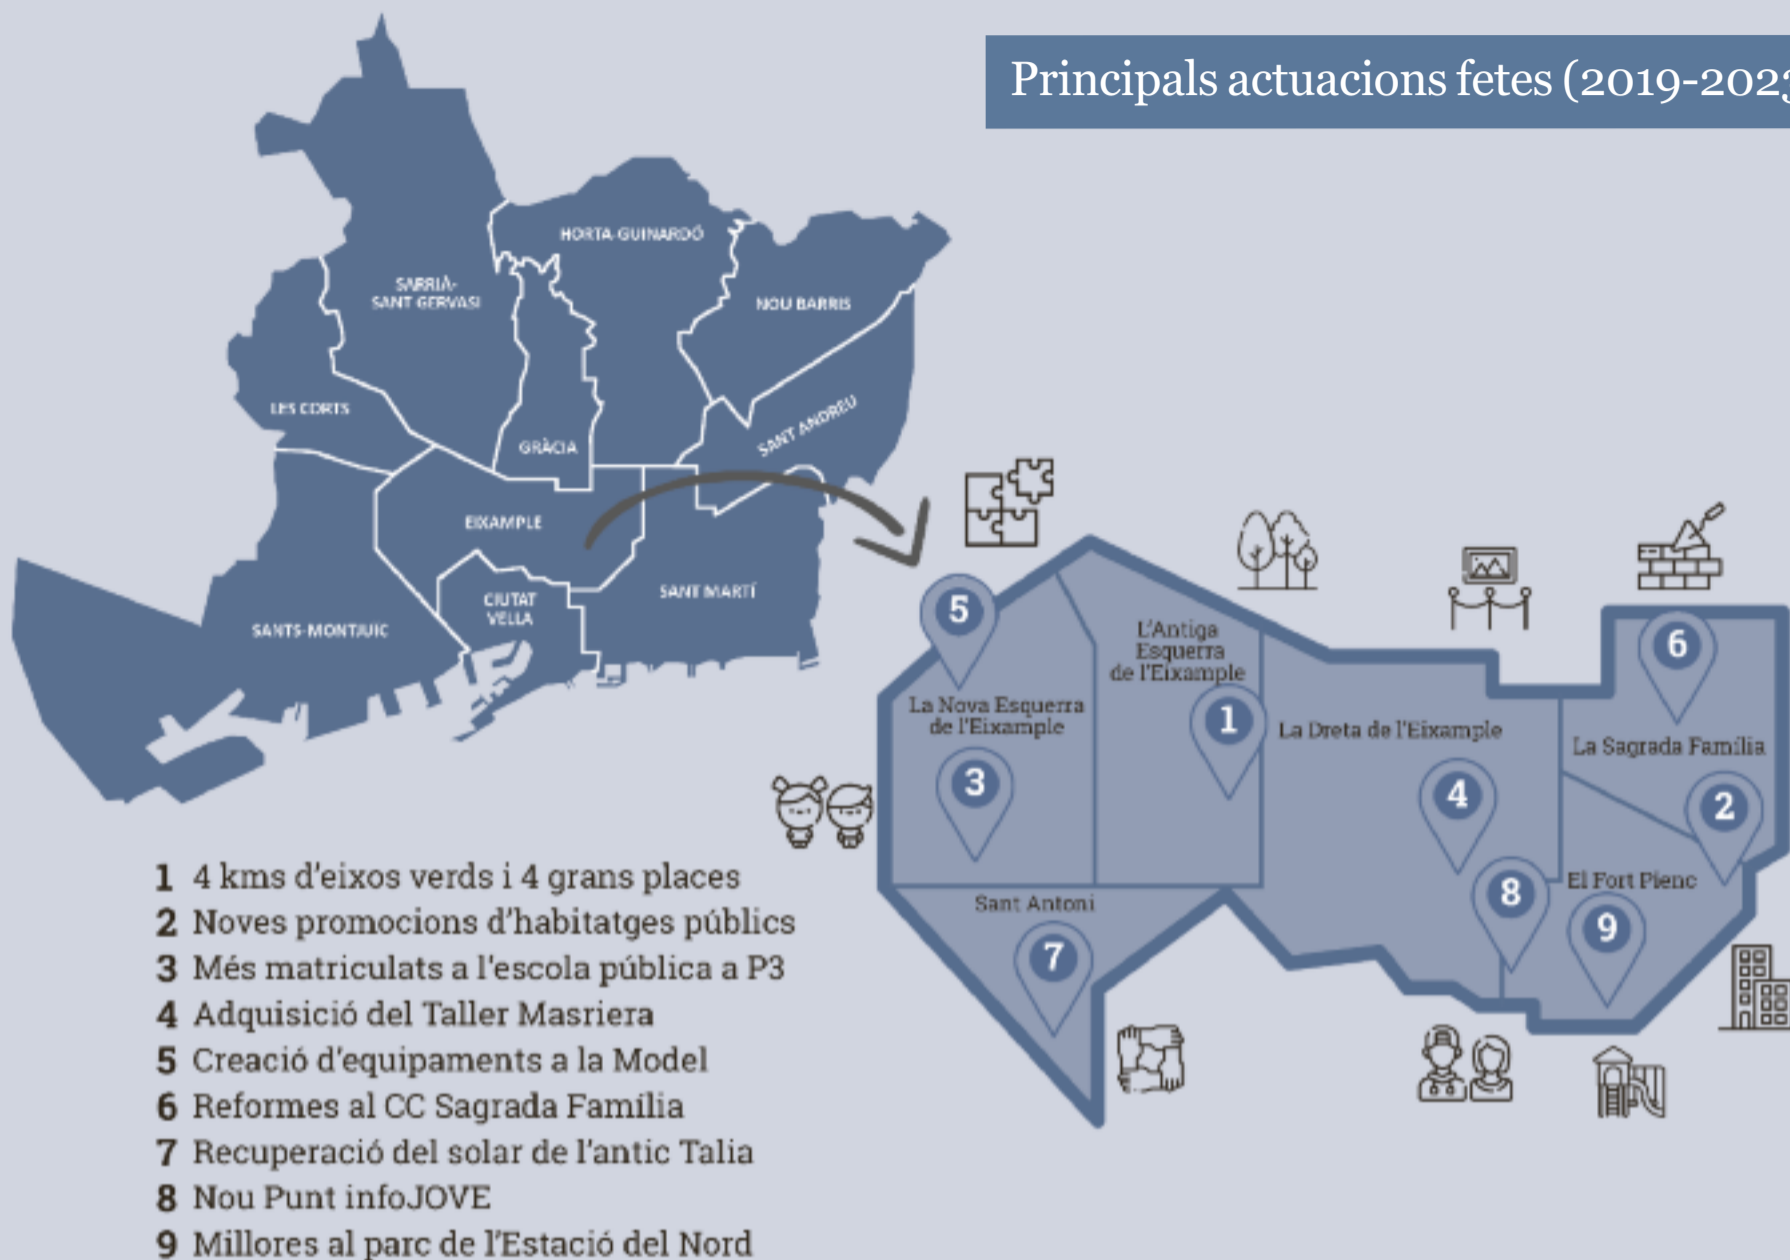 Principals actuacions fetes (2019-2023
HORTA-GUINARDÓ
SARRIÀ-
SANT GERVASI
NOU BARRIS
LES CORTS
SANT ANDREU
GRÀCIA
EIXAMPLE
CIUTAT
VELLA
SANT MARTÍ
SANTS-MONTJUÏC
5
6
L'Antiga
Esquerra
de l'Eixample
La Nova Esquerra
de l'Eixample
1
La Dreta de l'Eixample
La Sagrada Família
3
4
2
8
El Fort Pienc
Sant Antoni
9
7
1 4 kms d'eixos verds i 4 grans places
2 Noves promocions d'habitatges públics
3 Més matriculats a l'escola pública a P3
4 Adquisició del Taller Masriera
5 Creació d'equipaments a la Model
6 Reformes al CC Sagrada Família
7 Recuperació del solar de l'antic Talia
8 Nou Punt infoJOVE
9 Millores al parc de l'Estació del Nord